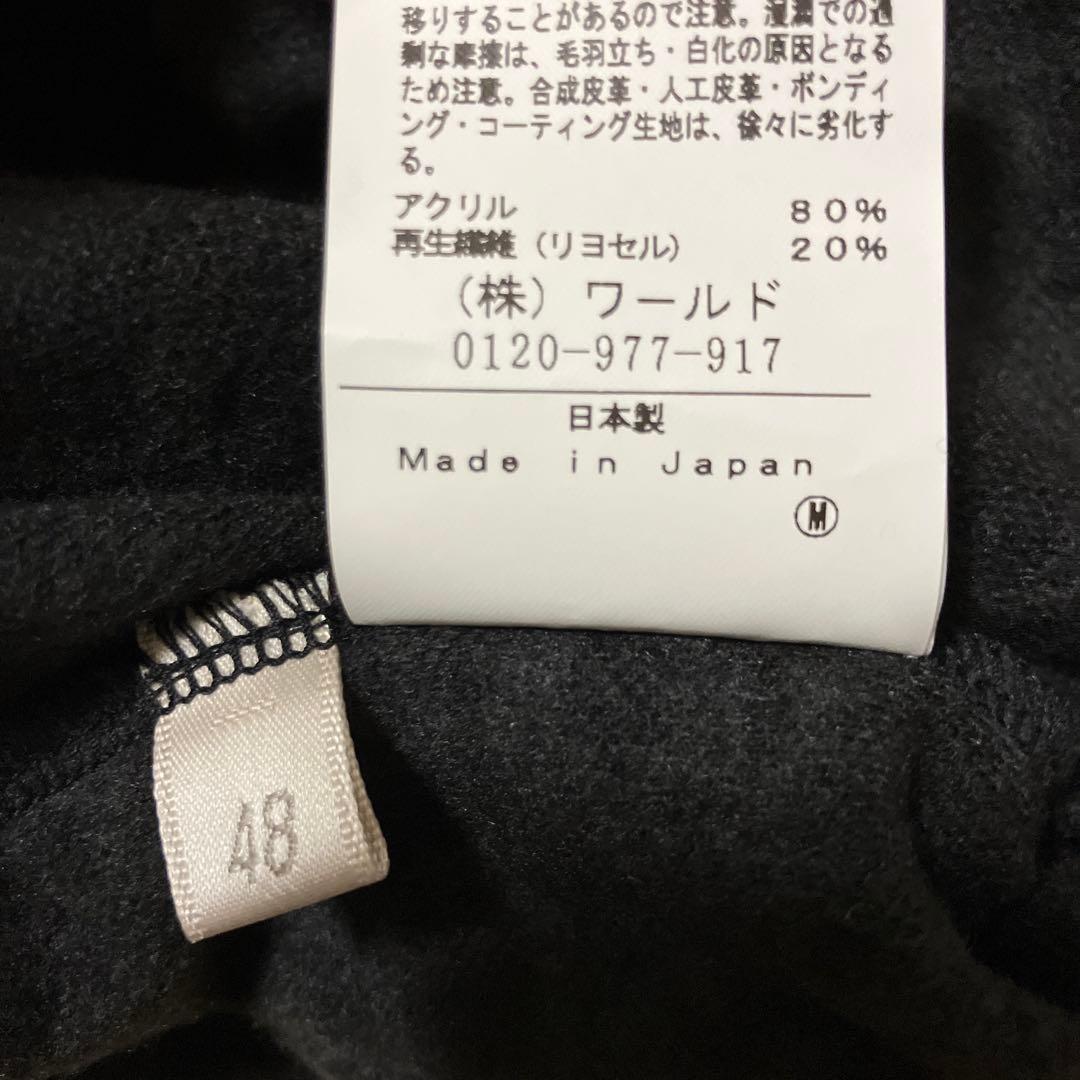 移りすることがあるので注意。湿潤での過
剰な摩擦は、毛羽立ち・白化の原因となる
ため注意。合成皮革・人工皮革・ボンディ
ング・コーティング生地は、徐々に劣化す
る。
アクリル ８０％
再生繊維（リヨセル） ２０％
（株）ワールド
0120-977-917
日本製
Made in Japan
Ⓜ
48